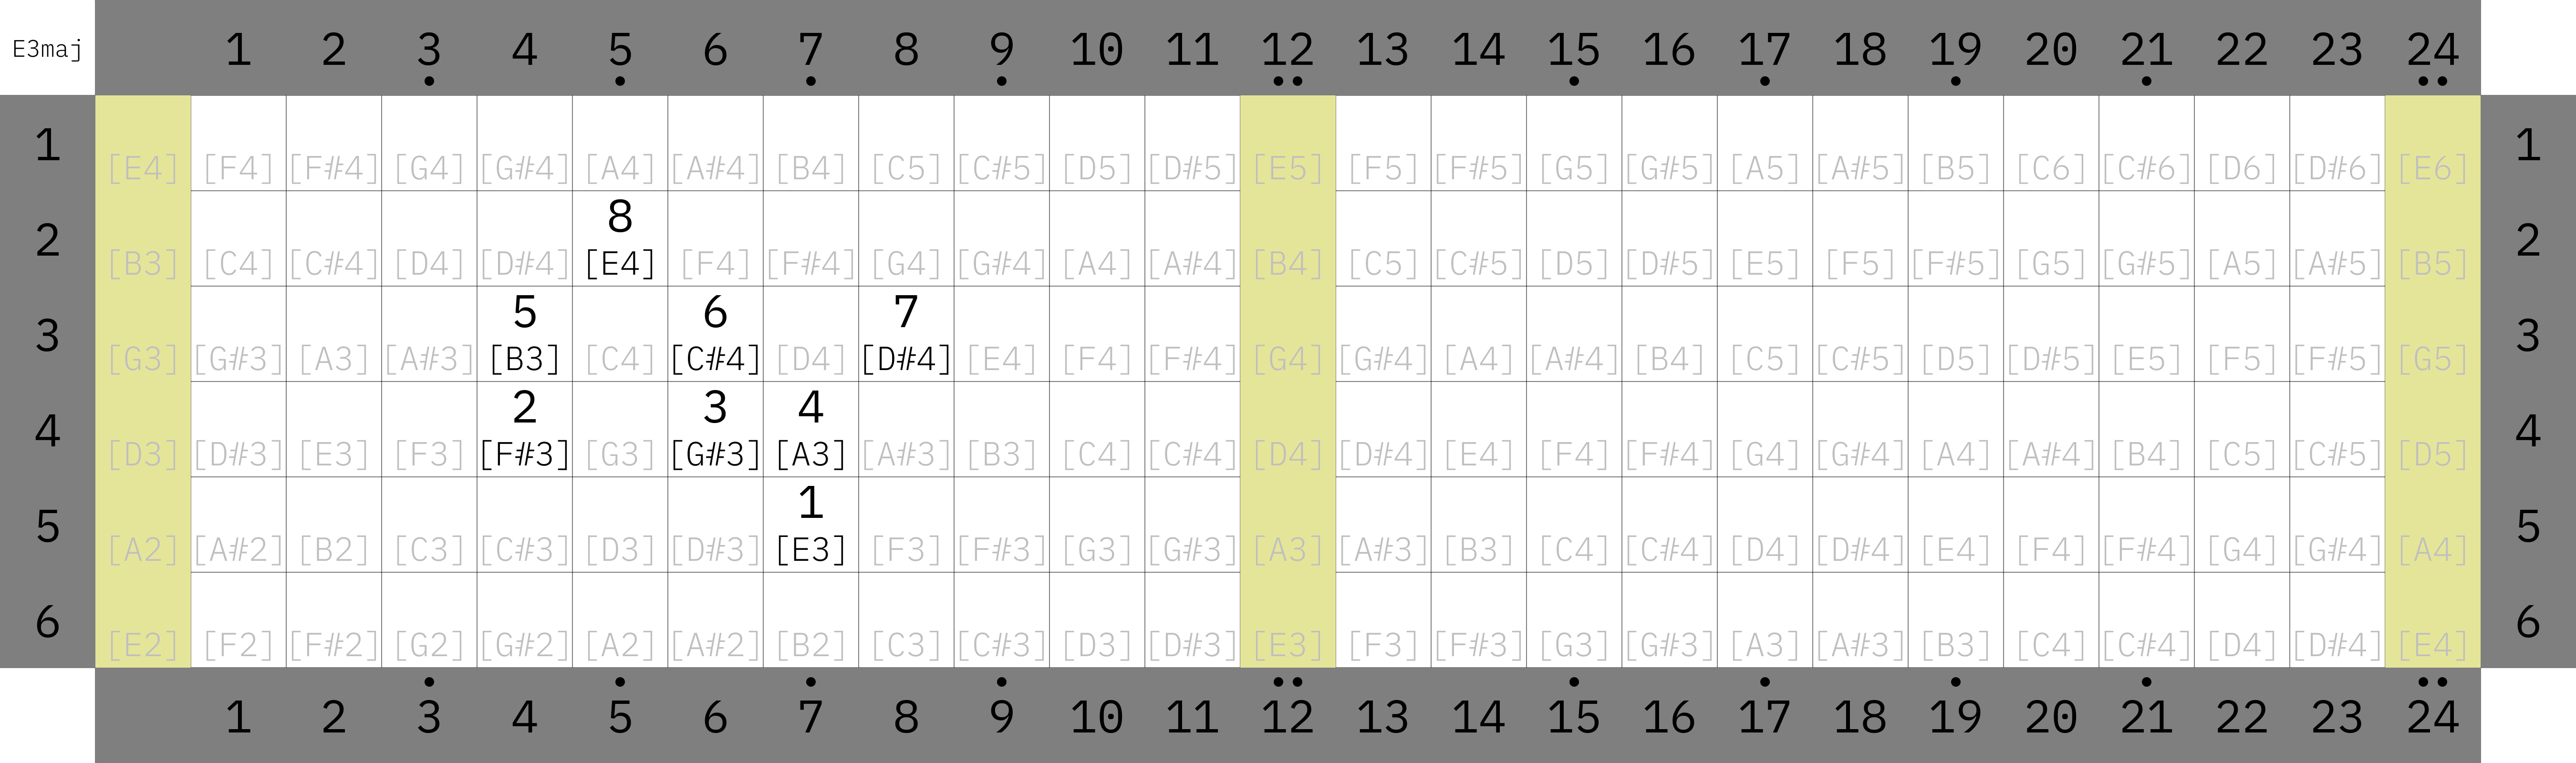 E3maj
1 2 3 4 5 6 7 8 9 10 11 12 13 14 15 16 17 18 19 20 21 22 23 24
1 [E4] [F4] [F#4] [G4] [G#4] [A4] [A#4] [B4] [C5] [C#5] [D5] [D#5] [E5] [F5] [F#5] [G5] [G#5] [A5] [A#5] [B5] [C6] [C#6] [D6] [D#6] [E6] 1
8
2 [B3] [C4] [C#4] [D4] [D#4] [E4] [F4] [F#4] [G4] [G#4] [A4] [A#4] [B4] [C5] [C#5] [D5] [D#5] [E5] [F5] [F#5] [G5] [G#5] [A5] [A#5] [B5] 2
5 6 7
3 [G3] [G#3] [A3] [A#3] [B3] [C4] [C#4] [D4] [D#4] [E4] [F4] [F#4] [G4] [G#4] [A4] [A#4] [B4] [C5] [C#5] [D5] [D#5] [E5] [F5] [F#5] [G5] 3
2 3 4
4 [D3] [D#3] [E3] [F3] [F#3] [G3] [G#3] [A3] [A#3] [B3] [C4] [C#4] [D4] [D#4] [E4] [F4] [F#4] [G4] [G#4] [A4] [A#4] [B4] [C5] [C#5] [D5] 4
1
5 [A2] [A#2] [B2] [C3] [C#3] [D3] [D#3] [E3] [F3] [F#3] [G3] [G#3] [A3] [A#3] [B3] [C4] [C#4] [D4] [D#4] [E4] [F4] [F#4] [G4] [G#4] [A4] 5
6 [E2] [F2] [F#2] [G2] [G#2] [A2] [A#2] [B2] [C3] [C#3] [D3] [D#3] [E3] [F3] [F#3] [G3] [G#3] [A3] [A#3] [B3] [C4] [C#4] [D4] [D#4] [E4] 6
1 2 3 4 5 6 7 8 9 10 11 12 13 14 15 16 17 18 19 20 21 22 23 24